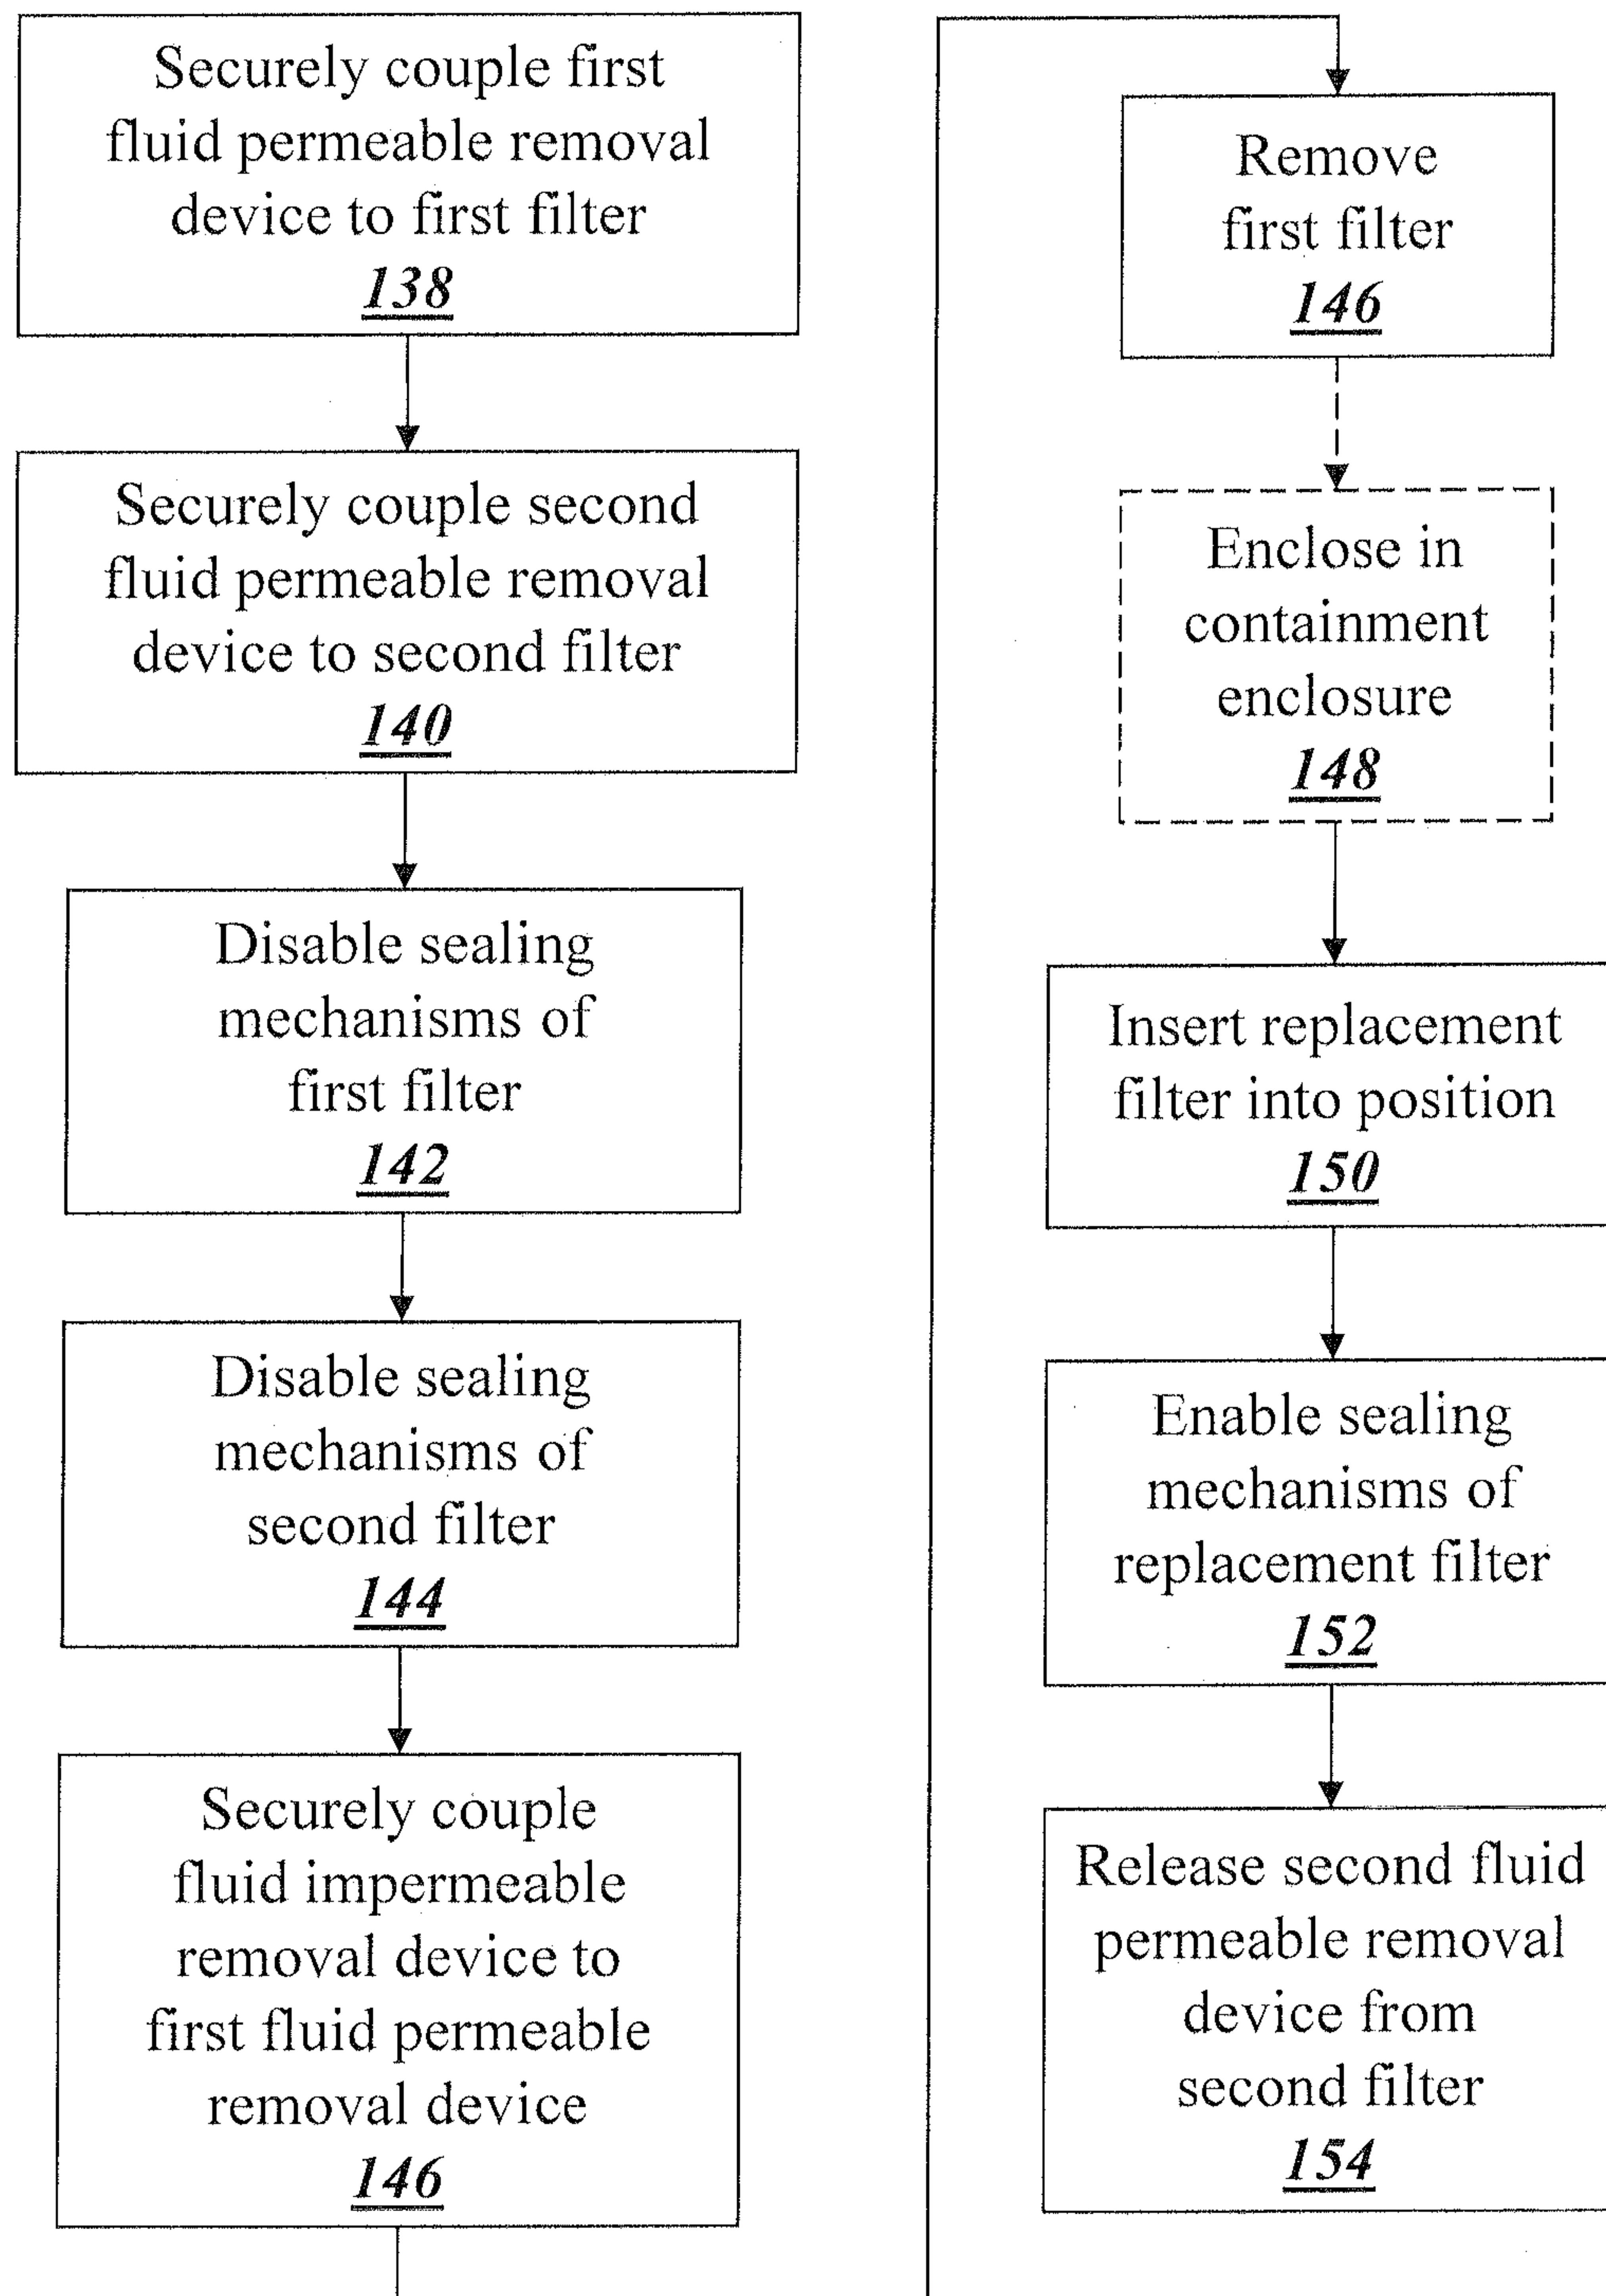 Securely couple first
fluid permeable removal
device to first filter
138
Securely couple second
fluid permeable removal
device to second filter
140
Disable sealing
mechanisms of
first filter
142
Disable sealing
mechanisms of
second filter
144
Securely couple
fluid impermeable
removal device to
first fluid permeable
removal device
146
Remove
first filter
146
Enclose in
containment
enclosure
148
Insert replacement
filter into position
150
Enable sealing
mechanisms of
replacement filter
152
Release second fluid
permeable removal
device from
second filter
154